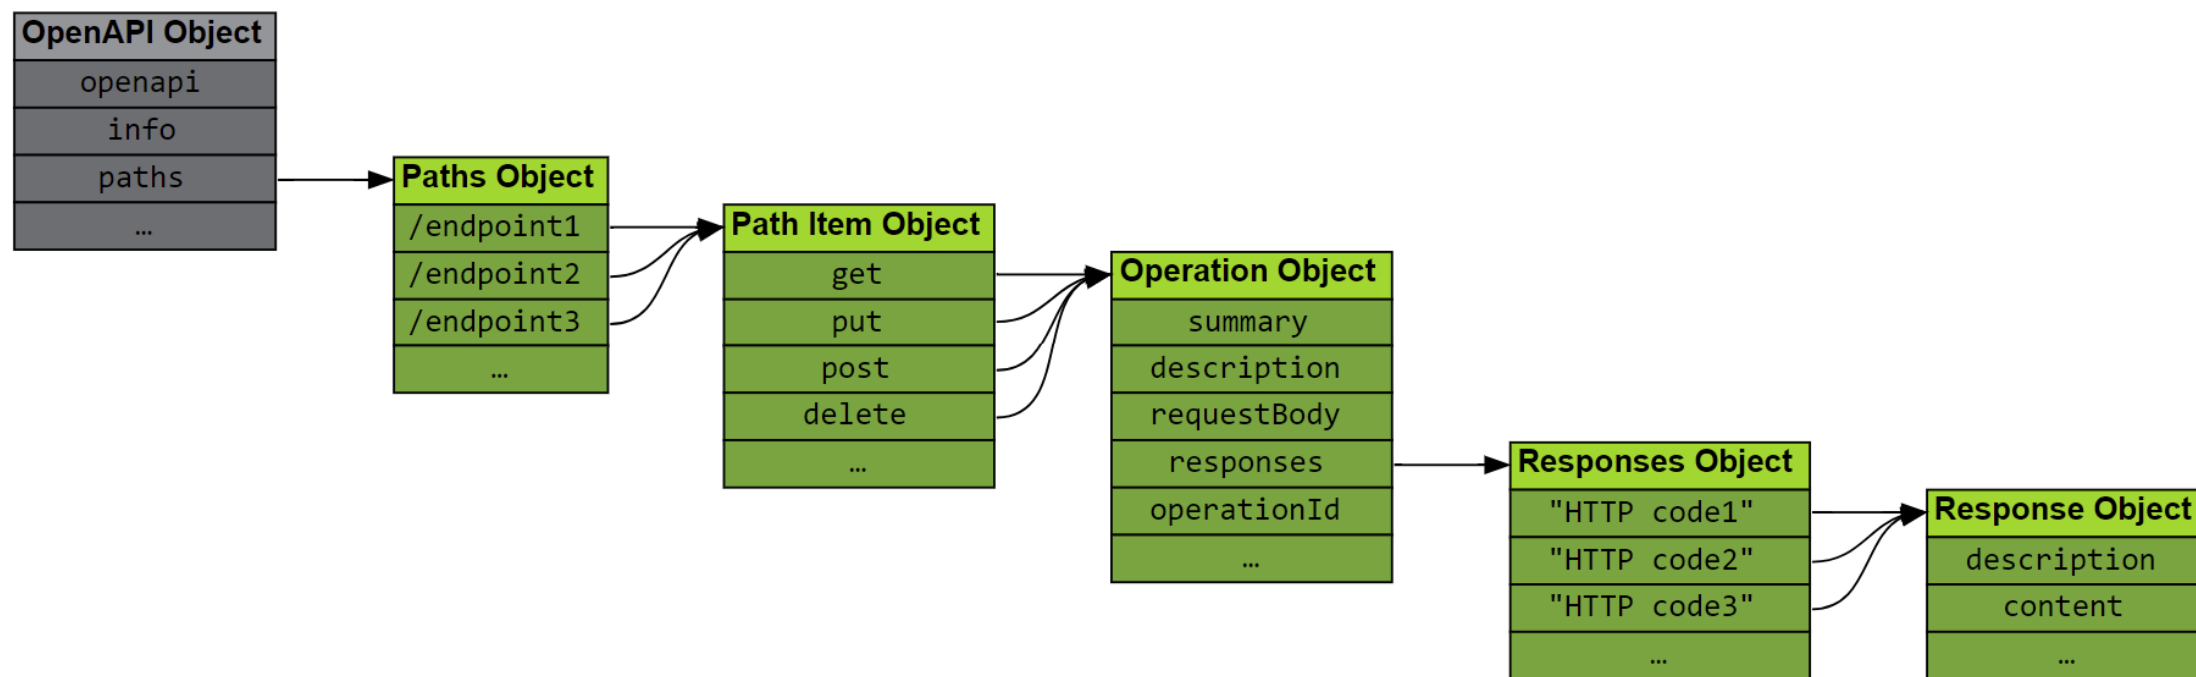 OpenAPI Object
openapi
info
paths
…
Paths Object
/endpoint1
/endpoint2
/endpoint3
…
Path Item Object
get
put
post
delete
…
Operation Object
summary
description
requestBody
responses
operationId
…
Responses Object
"HTTP code1"
"HTTP code2"
"HTTP code3"
…
Response Object
description
content
…